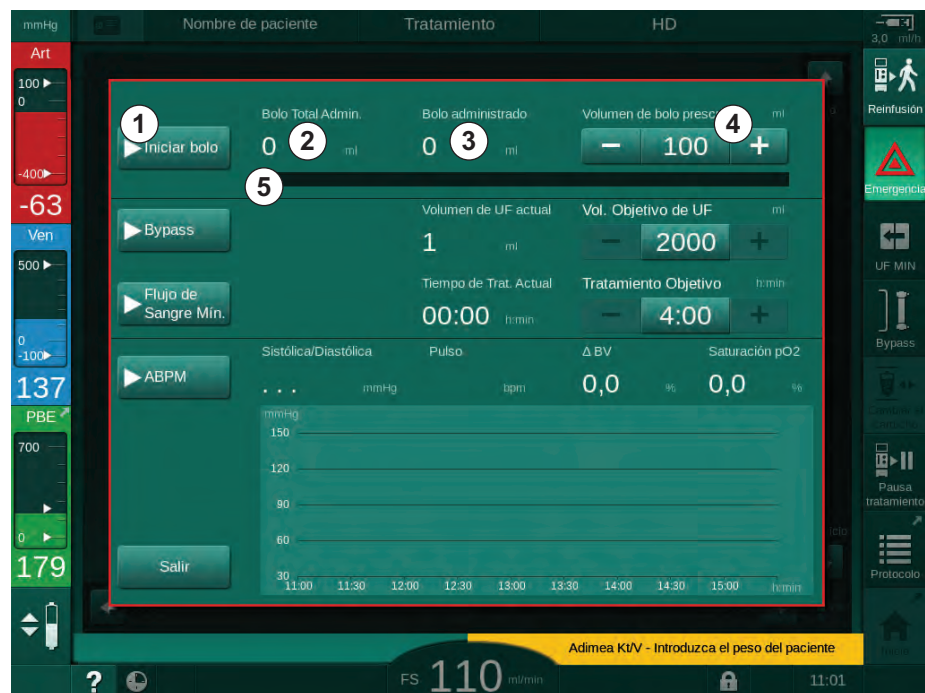 mmHg
Nombre de paciente
Tratamiento
HD
3,0 ml/h
Art
100
0
-400
-63
Ven
500
0
-100
137
PBE
700
0
179
1
Iniciar bolo
Bolo Total Admin.
0
2
ml
Bolo administrado
0
3
ml
Volumen de bolo presc
4
ml
− 100 +
5
Bypass
Volumen de UF actual
1 ml
Vol. Objetivo de UF ml
− 2000 +
Flujo de
Sangre Mín.
Tiempo de Trat. Actual
00:00 h:min
Tratamiento Objetivo h:min
− 4:00 +
ABPM
Sistólica/Diastólica
. . . mmHg
Pulso
bpm
Δ BV
0,0 %
Saturación pO2
0,0 %
mmHg
150
120
90
60
30
11:00 11:30 12:00 12:30 13:00 13:30 14:00 14:30 15:00 h:min
Salir
Reinfusión
Emergencia
UF MIN
Bypass
Pausa
tratamiento
Protocolo
Adimea Kt/V - Introduzca el peso del paciente
?
FS 110 ml/min
11:01